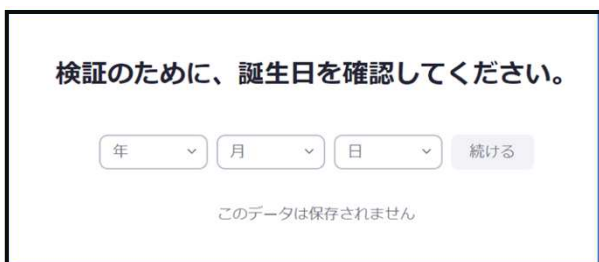 検証のために、誕生日を確認してください。
年 月 日 続ける
このデータは保存されません